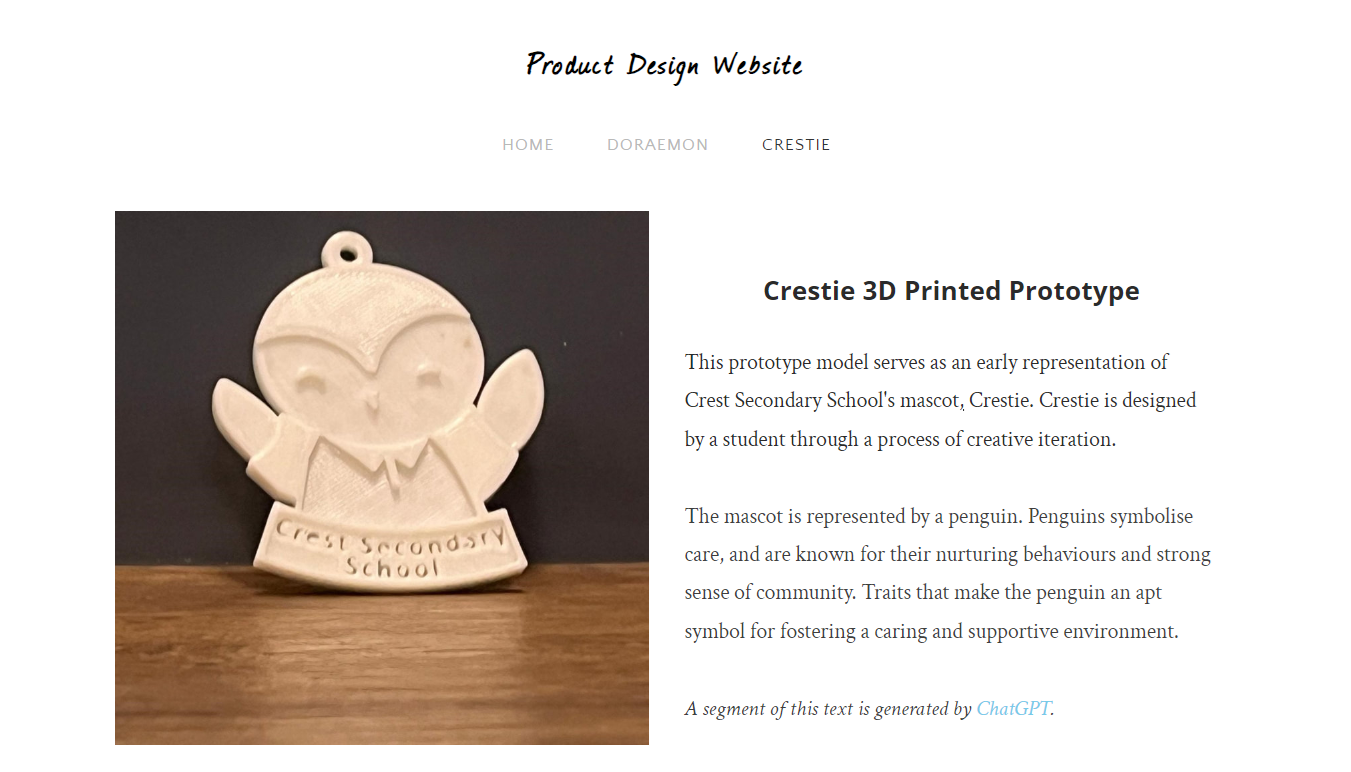 Product Design Website
HOME DORAEMON CRESTIE
Crest Secondary
School
Crestie 3D Printed Prototype
This prototype model serves as an early representation of
Crest Secondary School's mascot, Crestie. Crestie is designed
by a student through a process of creative iteration.
The mascot is represented by a penguin. Penguins symbolise
care, and are known for their nurturing behaviours and strong
sense of community. Traits that make the penguin an apt
symbol for fostering a caring and supportive environment.
A segment of this text is generated by ChatGPT.